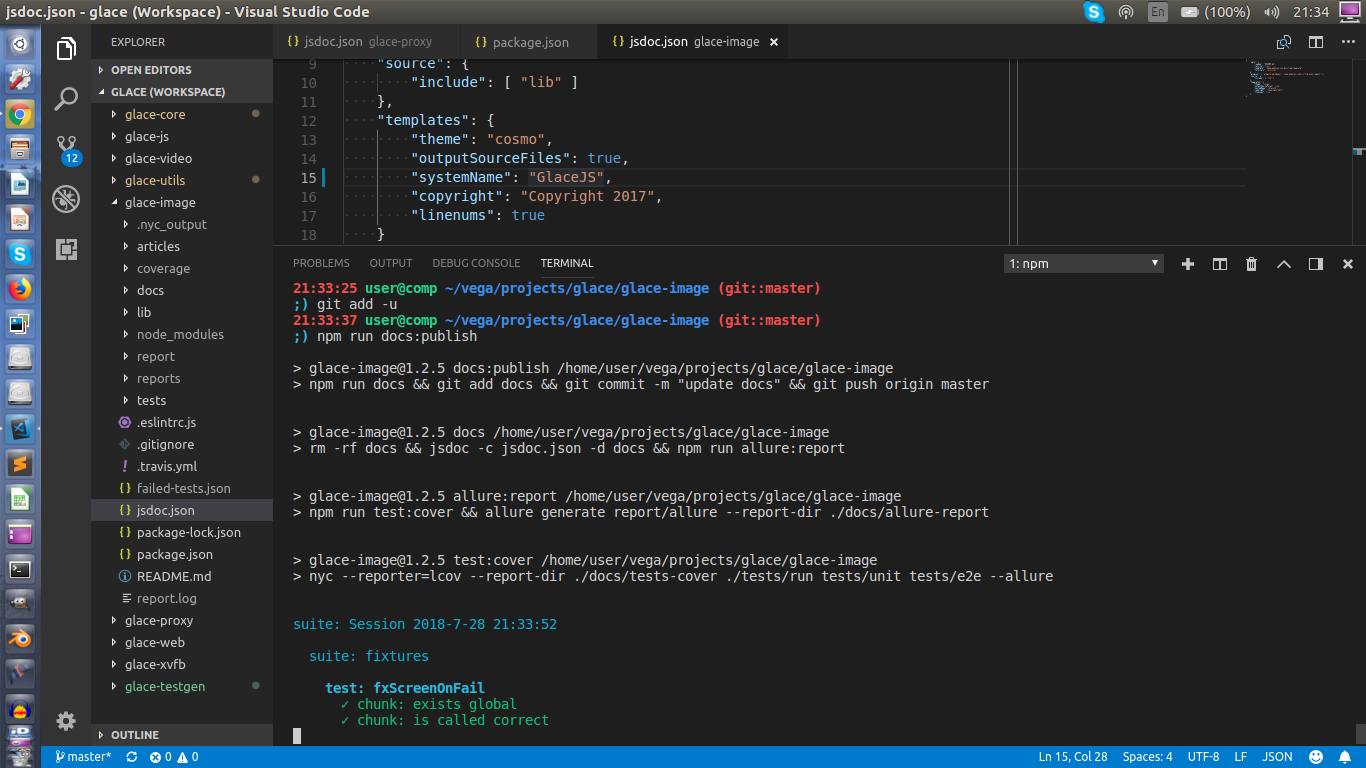 jsdoc.json - glace (Workspace) - Visual Studio Code
En
(100%)
21:34
EXPLORER
OPEN EDITORS
GLACE (WORKSPACE)
glace-core
glace-js
glace-video
glace-utils
glace-image
.nyc_output
articles
coverage
docs
lib
node_modules
report
reports
tests
.eslintrc.js
.gitignore
.travis.yml
failed-tests.json
jsdoc.json
package-lock.json
package.json
README.md
report.log
glace-proxy
glace-web
glace-xvfb
glace-testgen
OUTLINE
12
jsdoc.json glace-proxy
package.json
jsdoc.json glace-image
9 "source": {
10 "include": [ "lib" ]
11 },
12 "templates": {
13 "theme": "cosmo",
14 "outputSourceFiles": true,
15 "systemName": "GlaceJS",
16 "copyright": "Copyright 2017",
17 "linenums": true
18 }
PROBLEMS OUTPUT DEBUG CONSOLE TERMINAL
1: npm
21:33:25 user@comp ~/vega/projects/glace/glace-image (git::master)
;) git add -u
21:33:37 user@comp ~/vega/projects/glace/glace-image (git::master)
;) npm run docs:publish
> glace-image@1.2.5 docs:publish /home/user/vega/projects/glace/glace-image
> npm run docs && git add docs && git commit -m "update docs" && git push origin master
> glace-image@1.2.5 docs /home/user/vega/projects/glace/glace-image
> rm -rf docs && jsdoc -c jsdoc.json -d docs && npm run allure:report
> glace-image@1.2.5 allure:report /home/user/vega/projects/glace/glace-image
> npm run test:cover && allure generate report/allure --report-dir ./docs/allure-report
> glace-image@1.2.5 test:cover /home/user/vega/projects/glace/glace-image
> nyc --reporter=lcov --report-dir ./docs/tests-cover ./tests/run tests/unit tests/e2e --allure
suite: Session 2018-7-28 21:33:52
suite: fixtures
test: fxScreenOnFail
✓ chunk: exists global
✓ chunk: is called correct
master*
0
0
Ln 15, Col 28
Spaces: 4
UTF-8
LF
JSON